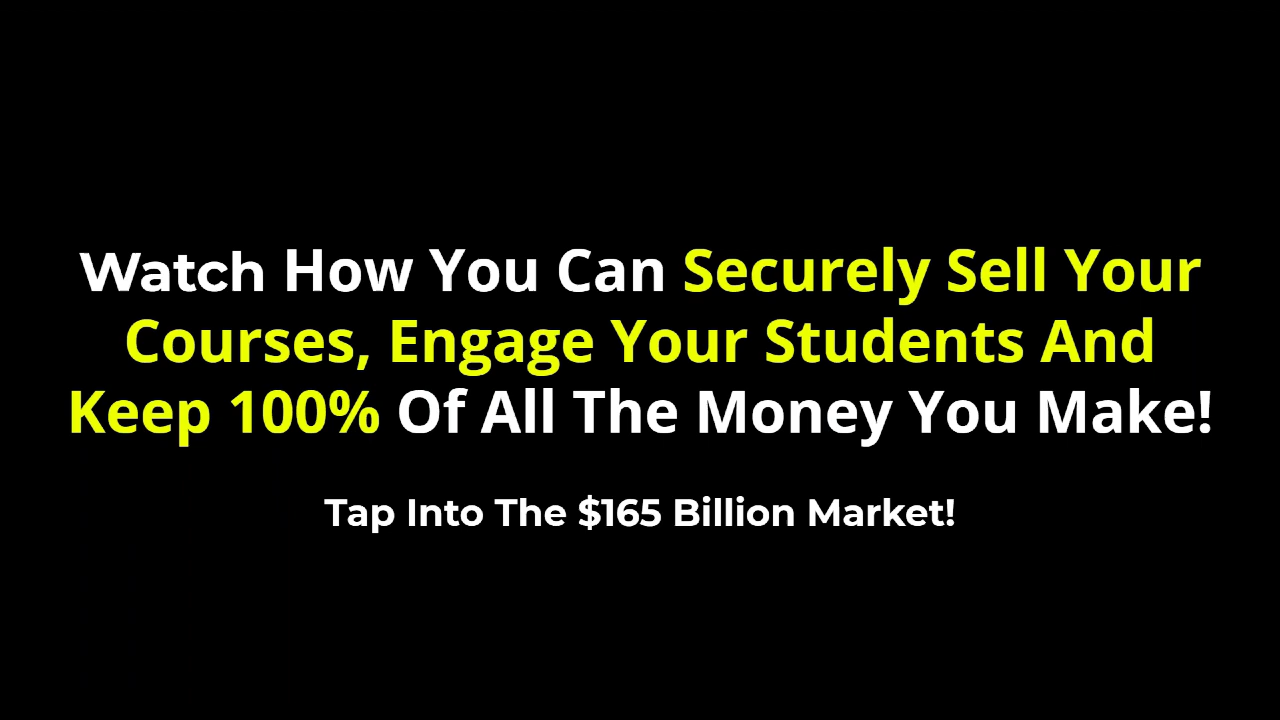 Watch How You Can Securely Sell Your
Courses, Engage Your Students And
Keep 100% Of All The Money You Make!
Tap Into The $165 Billion Market!